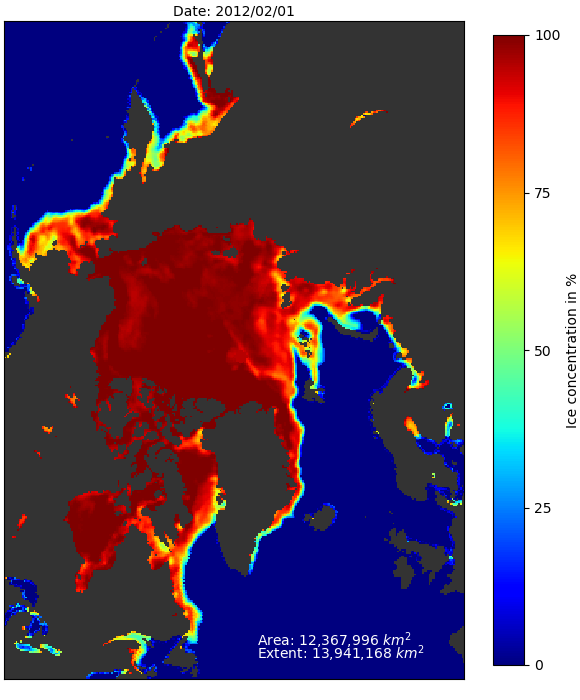 Date: 2012/02/01
100
75
50
25
0
Ice concentration in %
Area: 12,367,996 km²
Extent: 13,941,168 km²